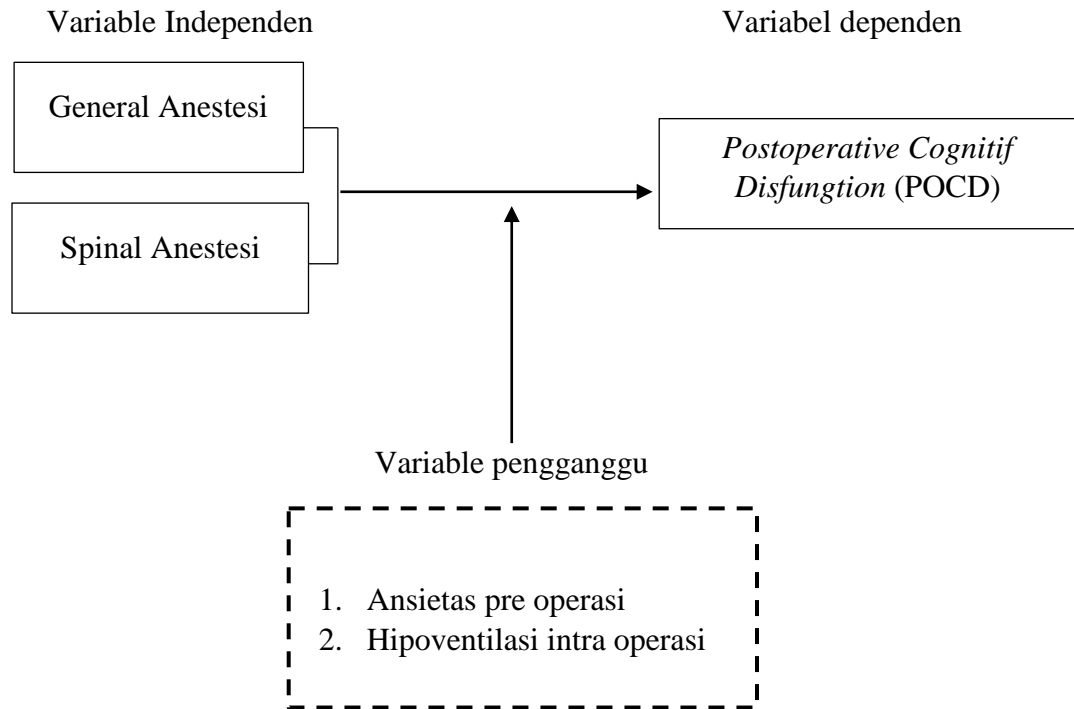 Variable Independen
Variabel dependen
General Anestesi
Spinal Anestesi
Postoperative Cognitif
Disfungtion (POCD)
Variable pengganggu
1. Ansietas pre operasi
2. Hipoventilasi intra operasi